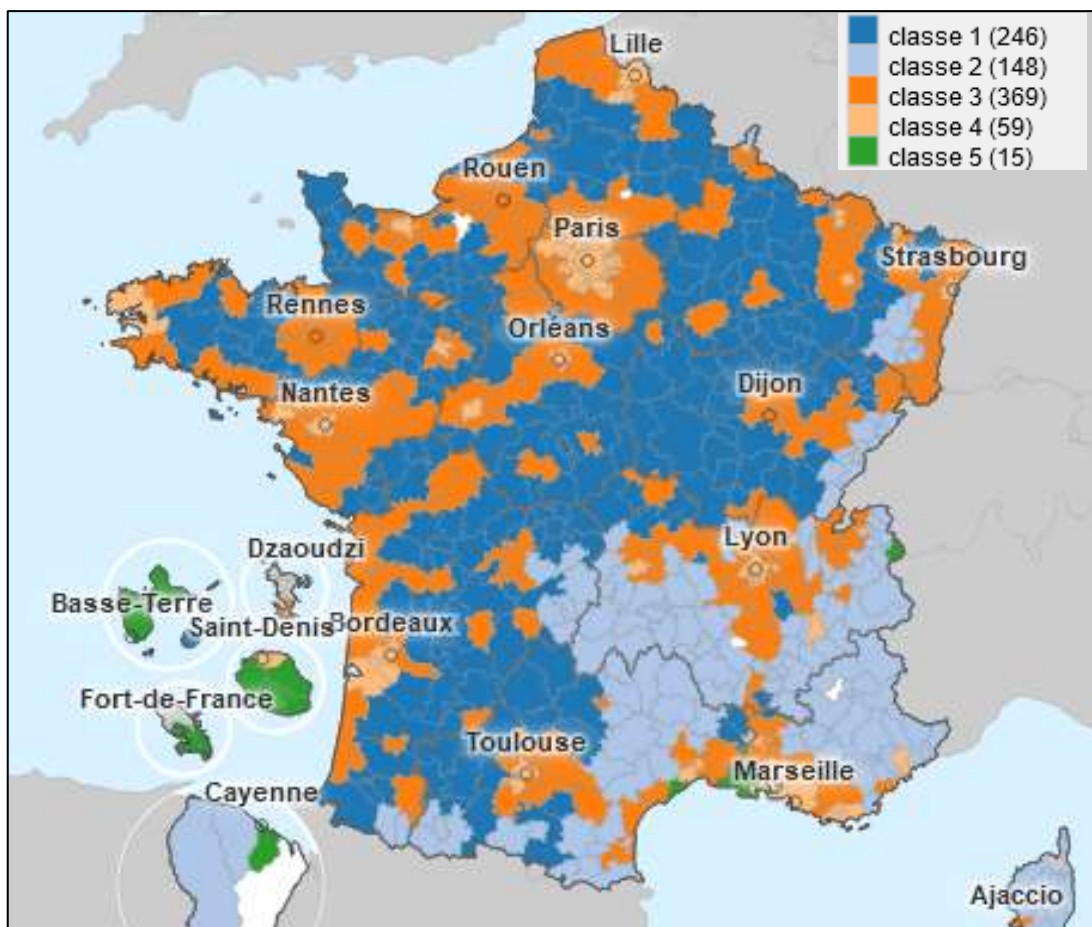 Lille
classe 1 (246)
classe 2 (148)
classe 3 (369)
classe 4 (59)
classe 5 (15)
Rouen
Paris
Strasbourg
Rennes
Orléans
Nantes
Dijon
Lyon
Dzaoudzi
Basse-Terre
Saint-Denis
Bordeaux
Fort-de-France
Toulouse
Marseille
Cayenne
Ajaccio